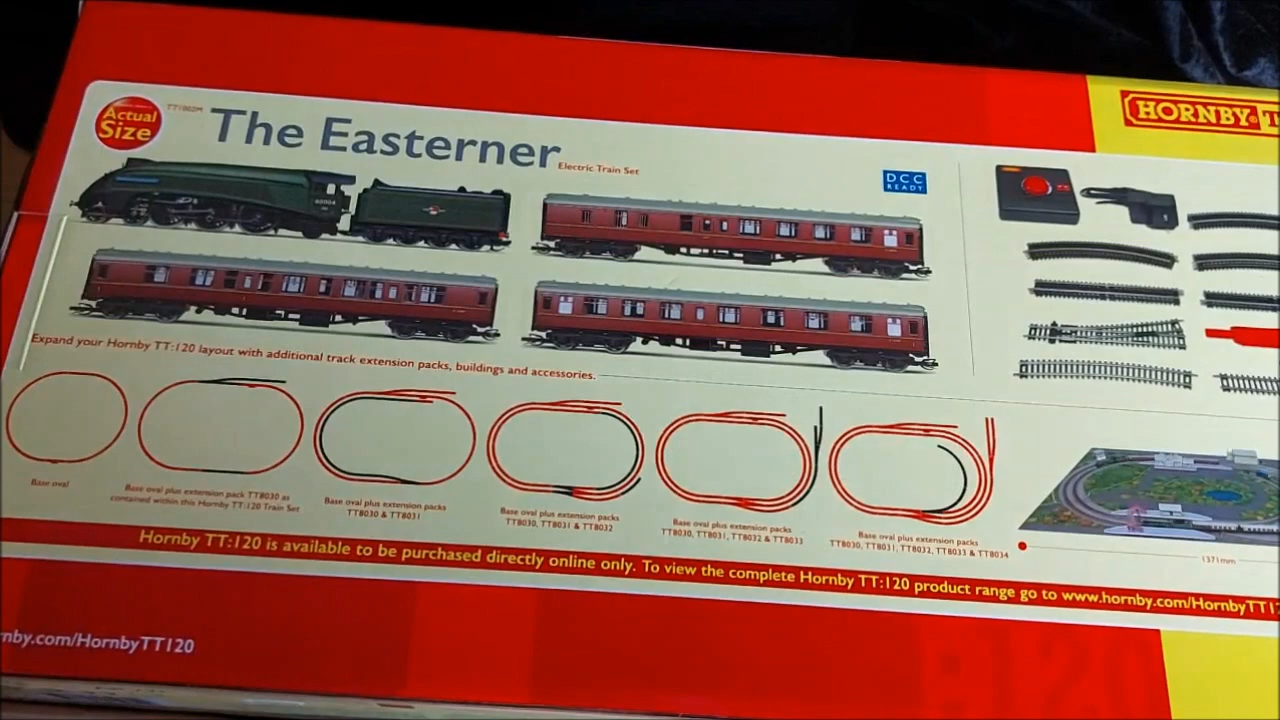 Actual
Size
TT1002M
The Easterner
Electric Train Set
DCC
READY
HORNBY®
60004
Expand your Hornby TT:120 layout with additional track extension packs, buildings and accessories.
Base oval
Base oval plus extension pack TT8030 as
contained within this Hornby TT:120 Train Set
Base oval plus extension packs
TT8030 & TT8031
Base oval plus extension packs
TT8030, TT8031 & TT8032
Base oval plus extension packs
TT8030, TT8031, TT8032 & TT8033
Base oval plus extension packs
TT8030, TT8031, TT8032, TT8033 & TT8034
1371mm
Hornby TT:120 is available to be purchased directly online only. To view the complete Hornby TT:120 product range go to www.hornby.com/HornbyTT12
nby.com/HornbyTT120